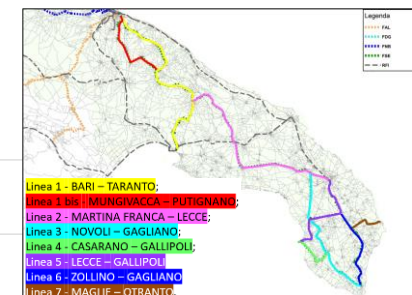 Legenda
FAL
FDG
FNB
FSE
RFI
Linea 1 - BARI – TARANTO;
Linea 1 bis - MUNGIVACCA – PUTIGNANO;
Linea 2 - MARTINA FRANCA – LECCE;
Linea 3 - NOVOLI – GAGLIANO;
Linea 4 - CASARANO – GALLIPOLI;
Linea 5 - LECCE – GALLIPOLI
Linea 6 - ZOLLINO – GAGLIANO
Linea 7 - MAGLIE – OTRANTO.